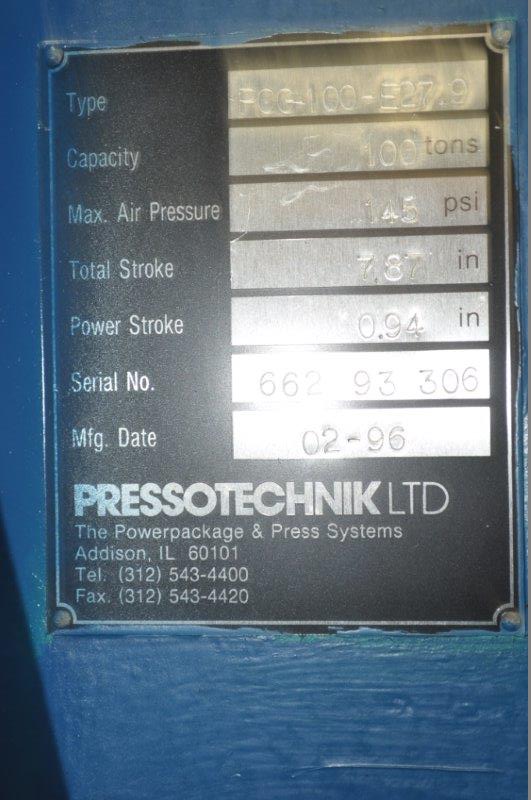 Type FCG-100-E27.9
Capacity 100 tons
Max. Air Pressure 145 psi
Total Stroke 7.87 in
Power Stroke 0.94 in
Serial No. 662 93 306
Mfg. Date 02-96
PRESSOTECHNIK LTD
The Powerpackage & Press Systems
Addison, IL 60101
Tel. (312) 543-4400
Fax. (312) 543-4420